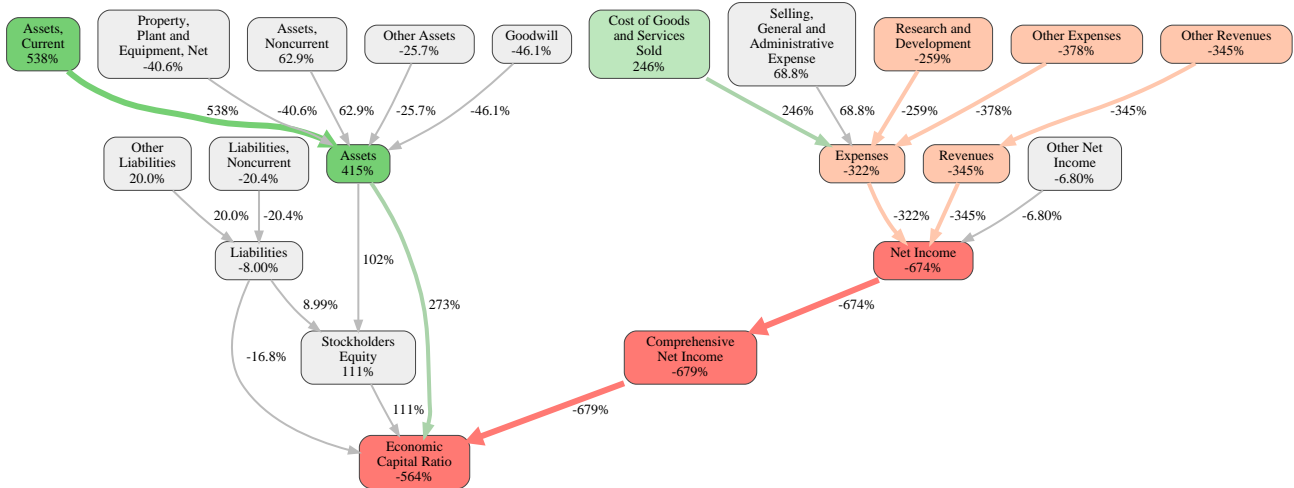 Assets,
Current
538%
Property,
Plant and
Equipment, Net
-40.6%
Assets,
Noncurrent
62.9%
Other Assets
-25.7%
Goodwill
-46.1%
Cost of Goods
and Services
Sold
246%
Selling,
General and
Administrative
Expense
68.8%
Research and
Development
-259%
Other Expenses
-378%
Other Revenues
-345%
538%
-40.6%
62.9%
-25.7%
-46.1%
246%
68.8%
-259%
-378%
-345%
Other
Liabilities
20.0%
Liabilities,
Noncurrent
-20.4%
Assets
415%
Expenses
-322%
Revenues
-345%
Other Net
Income
-6.80%
20.0%
-20.4%
102%
273%
-322%
-345%
-6.80%
Liabilities
-8.00%
Net Income
-674%
8.99%
-16.8%
-674%
Stockholders
Equity
111%
Comprehensive
Net Income
-679%
111%
-679%
Economic
Capital Ratio
-564%